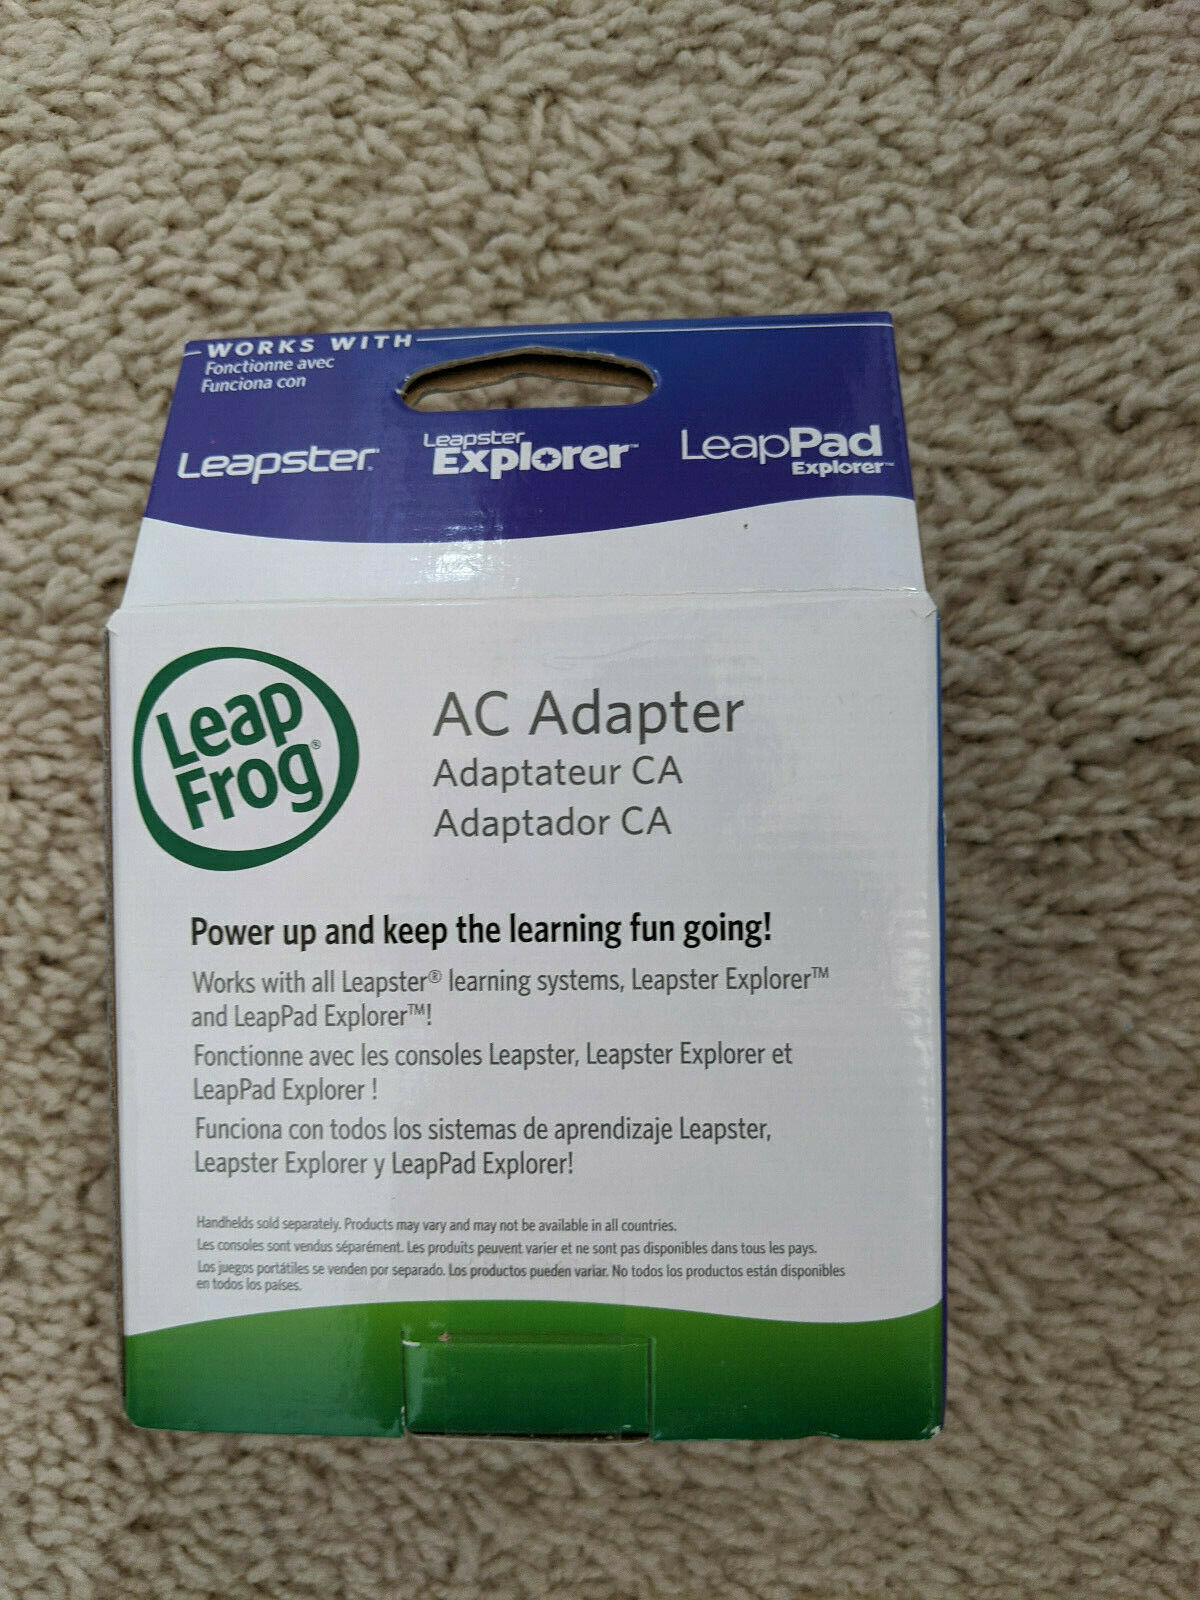 WORKS WITH
Fonctionne avec
Funciona con
Leapster®
Leapster
Explorer™
LeapPad
Explorer™
Leap
Frog®
AC Adapter
Adaptateur CA
Adaptador CA
Power up and keep the learning fun going!
Works with all Leapster® learning systems, Leapster Explorer™
and LeapPad Explorer™!
Fonctionne avec les consoles Leapster, Leapster Explorer et
LeapPad Explorer !
Funciona con todos los sistemas de aprendizaje Leapster,
Leapster Explorer y LeapPad Explorer!
Handhelds sold separately. Products may vary and may not be available in all countries.
Les consoles sont vendus séparément. Les produits peuvent varier et ne sont pas disponibles dans tous les pays.
Los juegos portátiles se venden por separado. Los productos pueden variar. No todos los productos están disponibles
en todos los países.